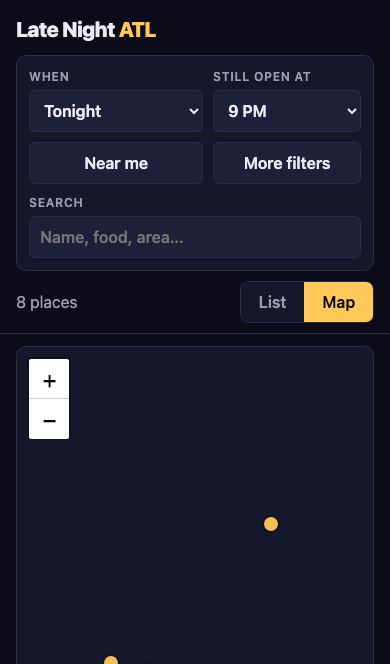 Late Night ATL
WHEN
STILL OPEN AT
Tonight
9 PM
Near me
More filters
SEARCH
Name, food, area...
8 places
List
Map
+
−